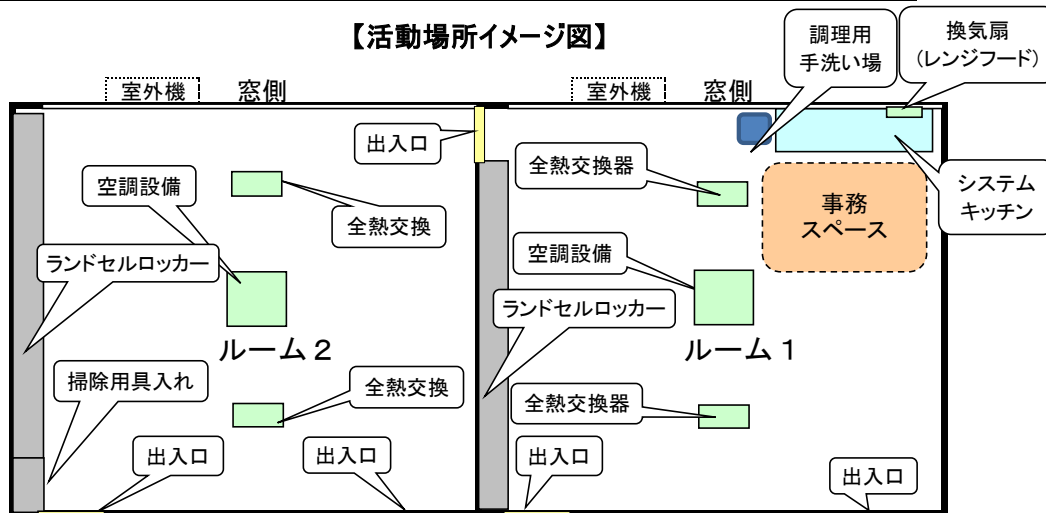 【活動場所イメージ図】
調理用
手洗い場
換気扇
(レンジフード)
室外機
窓側
室外機
窓側
出入口
全熱交換器
空調設備
全熱交換
システム
キッチン
事務
スペース
ランドセルロッカー
空調設備
ランドセルロッカー
ルーム２
ルーム１
掃除用具入れ
全熱交換
全熱交換器
出入口
出入口
出入口
出入口